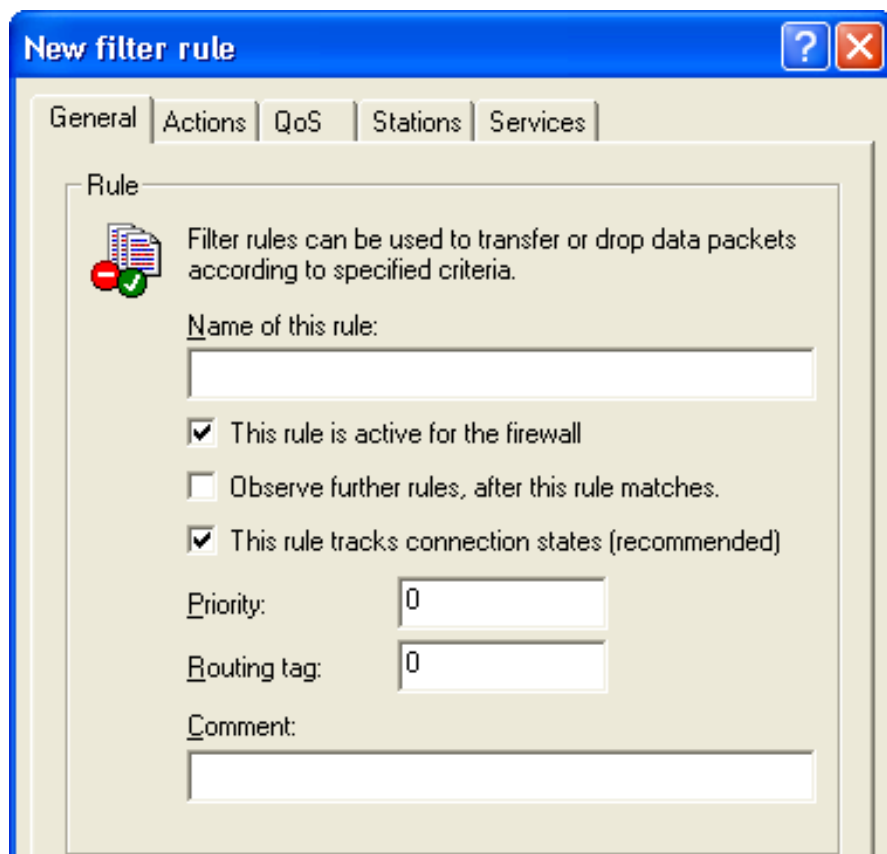 New filter rule
?
General Actions QoS Stations Services
Rule
Filter rules can be used to transfer or drop data packets
according to specified criteria.
Name of this rule:
This rule is active for the firewall
Observe further rules, after this rule matches.
This rule tracks connection states (recommended)
Priority: 0
Routing tag: 0
Comment: